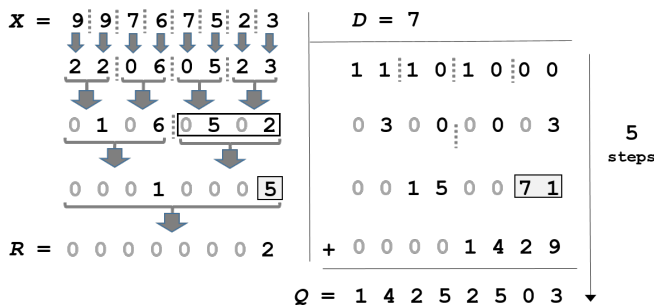 X = 9 9 7 6 7 5 2 3
D = 7
2 2 0 6 0 5 2 3
1 1 1 0 1 0 0 0
0 1 0 6 0 5 0 2
0 3 0 0 0 0 0 3
5
steps
0 0 0 1 0 0 0 5
0 0 1 5 0 0 7 1
R = 0 0 0 0 0 0 0 2
+ 0 0 0 0 1 4 2 9
Q = 1 4 2 5 2 5 0 3